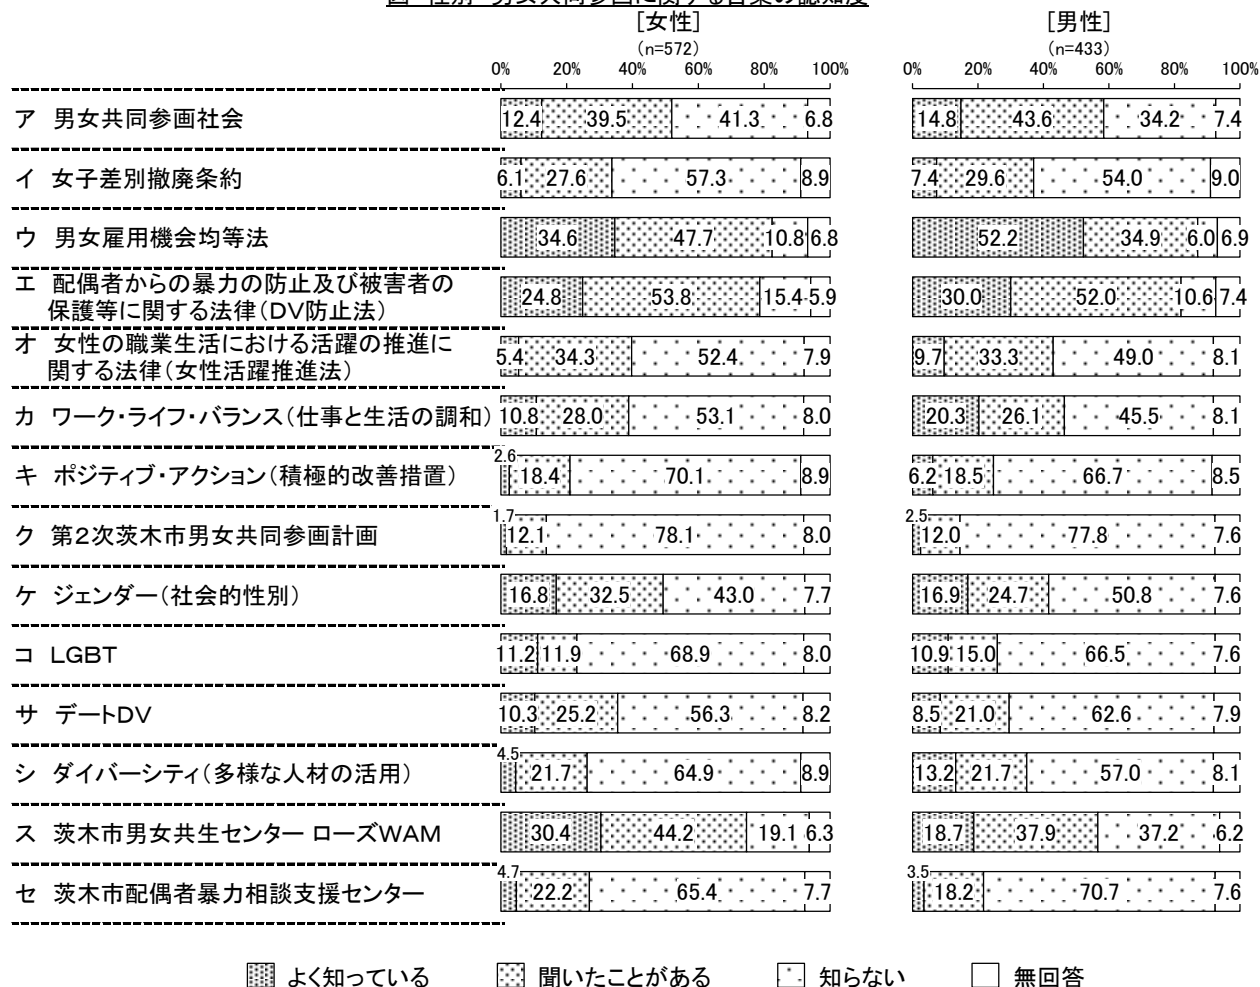 図 性別 男女共同参画に関する言葉の認知度
[女性] [男性]
(n=572) (n=433)
0% 20% 40% 60% 80% 100% 0% 20% 40% 60% 80% 100%
ア 男女共同参画社会 12.4 39.5 41.3 6.8 14.8 43.6 34.2 7.4
イ 女子差別撤廃条約 6.1 27.6 57.3 8.9 7.4 29.6 54.0 9.0
ウ 男女雇用機会均等法 34.6 47.7 10.8 6.8 52.2 34.9 6.0 6.9
エ 配偶者からの暴力の防止及び被害者の
保護等に関する法律(DV防止法) 24.8 53.8 15.4 5.9 30.0 52.0 10.6 7.4
オ 女性の職業生活における活躍の推進に
関する法律(女性活躍推進法) 5.4 34.3 52.4 7.9 9.7 33.3 49.0 8.1
カ ワーク・ライフ・バランス(仕事と生活の調和) 10.8 28.0 53.1 8.0 20.3 26.1 45.5 8.1
キ ポジティブ・アクション(積極的改善措置) 2.6 18.4 70.1 8.9 6.2 18.5 66.7 8.5
ク 第2次茨木市男女共同参画計画 1.7 12.1 78.1 8.0 2.5 12.0 77.8 7.6
ケ ジェンダー(社会的性別) 16.8 32.5 43.0 7.7 16.9 24.7 50.8 7.6
コ LGBT 11.2 11.9 68.9 8.0 10.9 15.0 66.5 7.6
サ デートDV 10.3 25.2 56.3 8.2 8.5 21.0 62.6 7.9
シ ダイバーシティ(多様な人材の活用) 4.5 21.7 64.9 8.9 13.2 21.7 57.0 8.1
ス 茨木市男女共生センター ローズWAM 30.4 44.2 19.1 6.3 18.7 37.9 37.2 6.2
セ 茨木市配偶者暴力相談支援センター 4.7 22.2 65.4 7.7 3.5 18.2 70.7 7.6
よく知っている 聞いたことがある 知らない 無回答